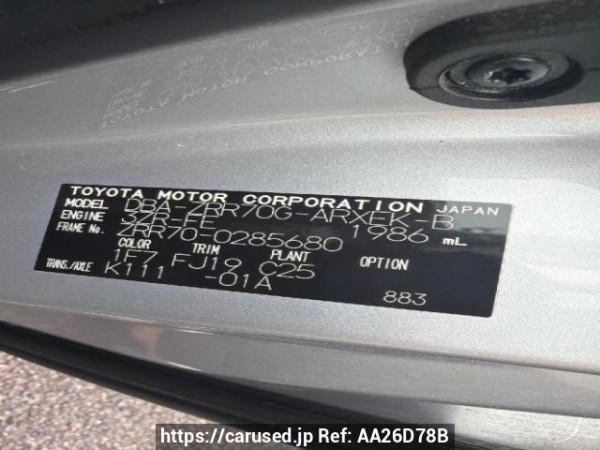 TOYOTA MOTOR CORPORATION JAPAN
MODEL DBA-ZRR70G-ARXEK-B
ENGINE 3ZR-FE 1986 mL
FRAME No. ZRR70-0285680
COLOR TRIM PLANT OPTION
1F7 FJ19 C25
TRANS./AXLE K111 -01A
883
https://carused.jp Ref: AA26D78B